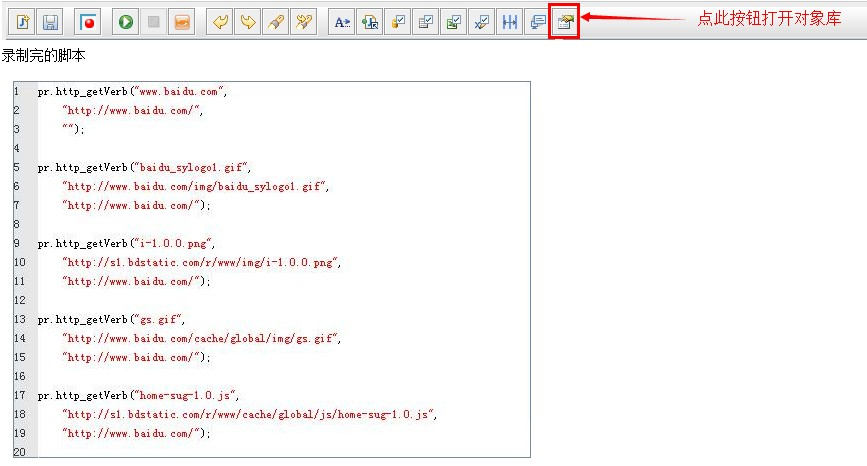 点此按钮打开对象库
录制完的脚本
1 pr.http_getVerb("www.baidu.com",
2 "http://www.baidu.com/",
3 "");
4
5 pr.http_getVerb("baidu_sylogo1.gif",
6 "http://www.baidu.com/img/baidu_sylogo1.gif",
7 "http://www.baidu.com/");
8
9 pr.http_getVerb("i-1.0.0.png",
10 "http://s1.bdstatic.com/r/www/img/i-1.0.0.png",
11 "http://www.baidu.com/");
12
13 pr.http_getVerb("gs.gif",
14 "http://www.baidu.com/cache/global/img/gs.gif",
15 "http://www.baidu.com/");
16
17 pr.http_getVerb("home-sug-1.0.js",
18 "http://s1.bdstatic.com/r/www/cache/global/js/home-sug-1.0.js",
19 "http://www.baidu.com/");
20